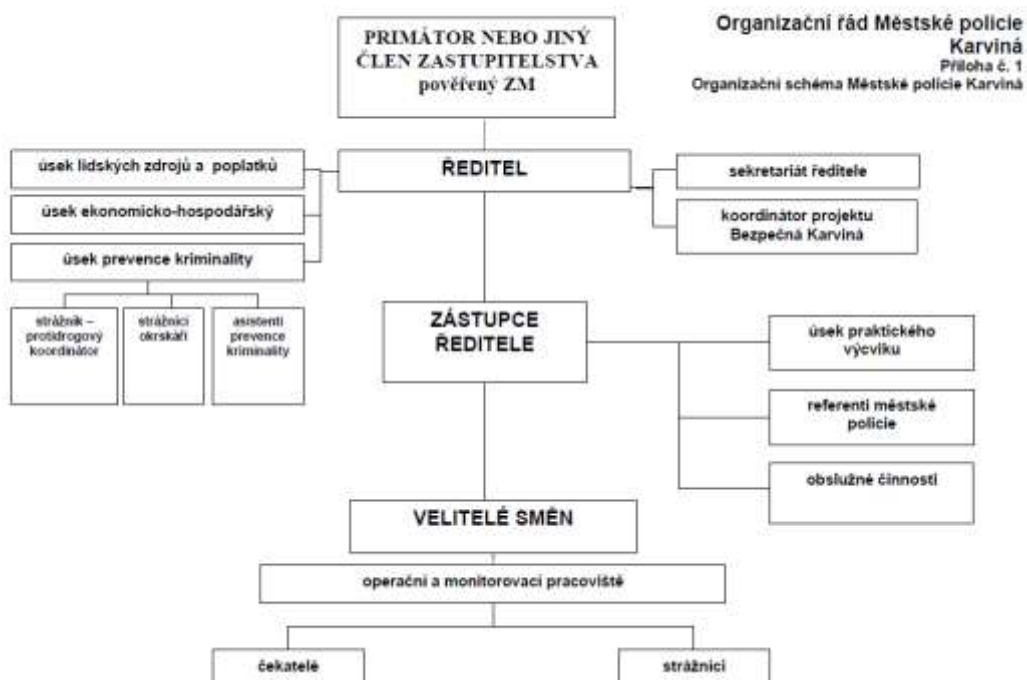 Organizační řád Městské policie
Karviná
Příloha č. 1
Organizační schéma Městské policie Karviná
PRIMÁTOR NEBO JINÝ
ČLEN ZASTUPITELSTVA
pověřený ZM
ŘEDITEL
úsek lidských zdrojů a poplatků
úsek ekonomicko-hospodářský
úsek prevence kriminality
sekretariát ředitele
koordinátor projektu
Bezpečná Karviná
strážník –
protidrogový
koordinátor
strážníci
okrskáři
asistenti
prevence
kriminality
ZÁSTUPCE
ŘEDITELE
úsek praktického
výcviku
referenti městské
policie
obslužné činnosti
VELITELÉ SMĚN
operační a monitorovací pracoviště
čekatelé
strážníci